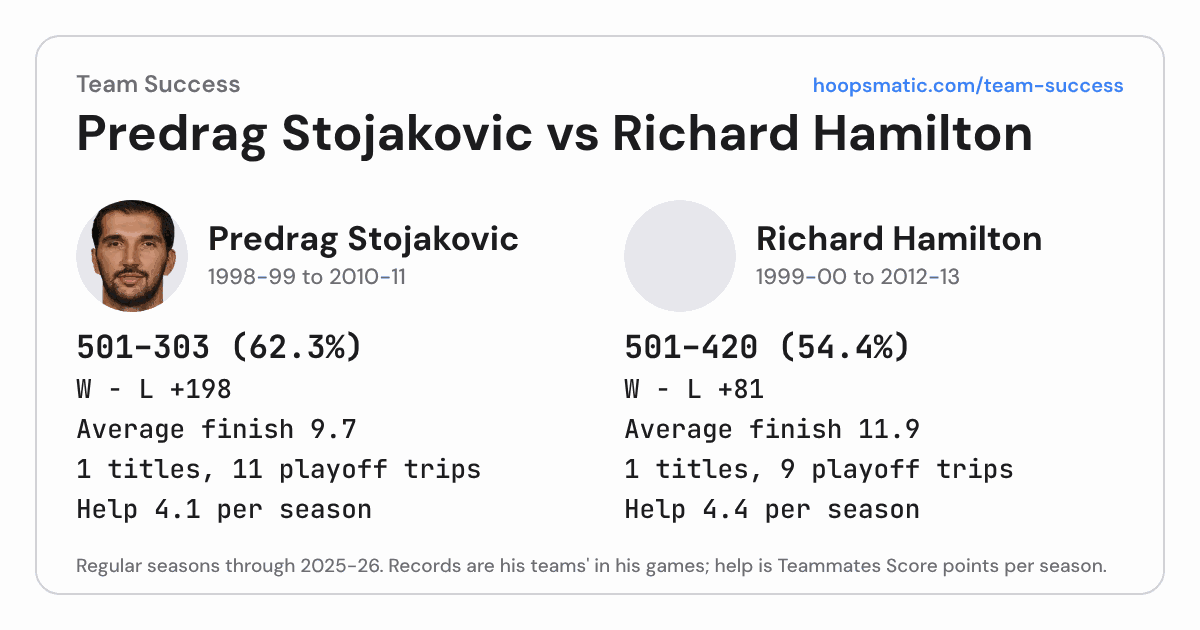 Team Success
hoopsmatic.com/team-success
Predrag Stojakovic vs Richard Hamilton
Predrag Stojakovic
1998-99 to 2010-11
501-303 (62.3%)
W - L +198
Average finish 9.7
1 titles, 11 playoff trips
Help 4.1 per season
Richard Hamilton
1999-00 to 2012-13
501-420 (54.4%)
W - L +81
Average finish 11.9
1 titles, 9 playoff trips
Help 4.4 per season
Regular seasons through 2025-26. Records are his teams' in his games; help is Teammates Score points per season.